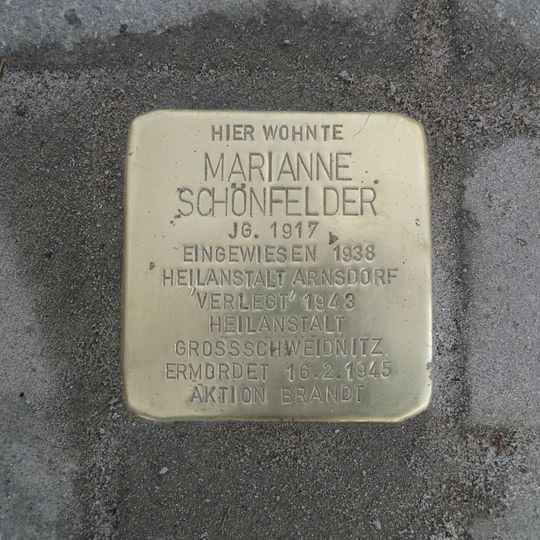 HIER WOHNTE
MARIANNE
SCHÖNFELDER
JG. 1917
EINGEWIESEN 1938
HEILANSTALT ARNSDORF
'VERLEGT' 1943
HEILANSTALT
GROSSSCHWEIDNITZ
ERMORDET 16.2.1945
AKTION BRANDT